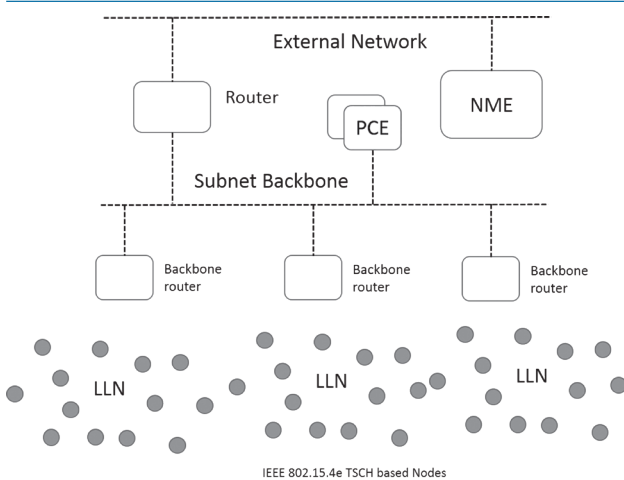 External Network
Router
PCE
NME
Subnet Backbone
Backbone
router
Backbone
router
Backbone
router
LLN
LLN
LLN
IEEE 802.15.4e TSCH based Nodes